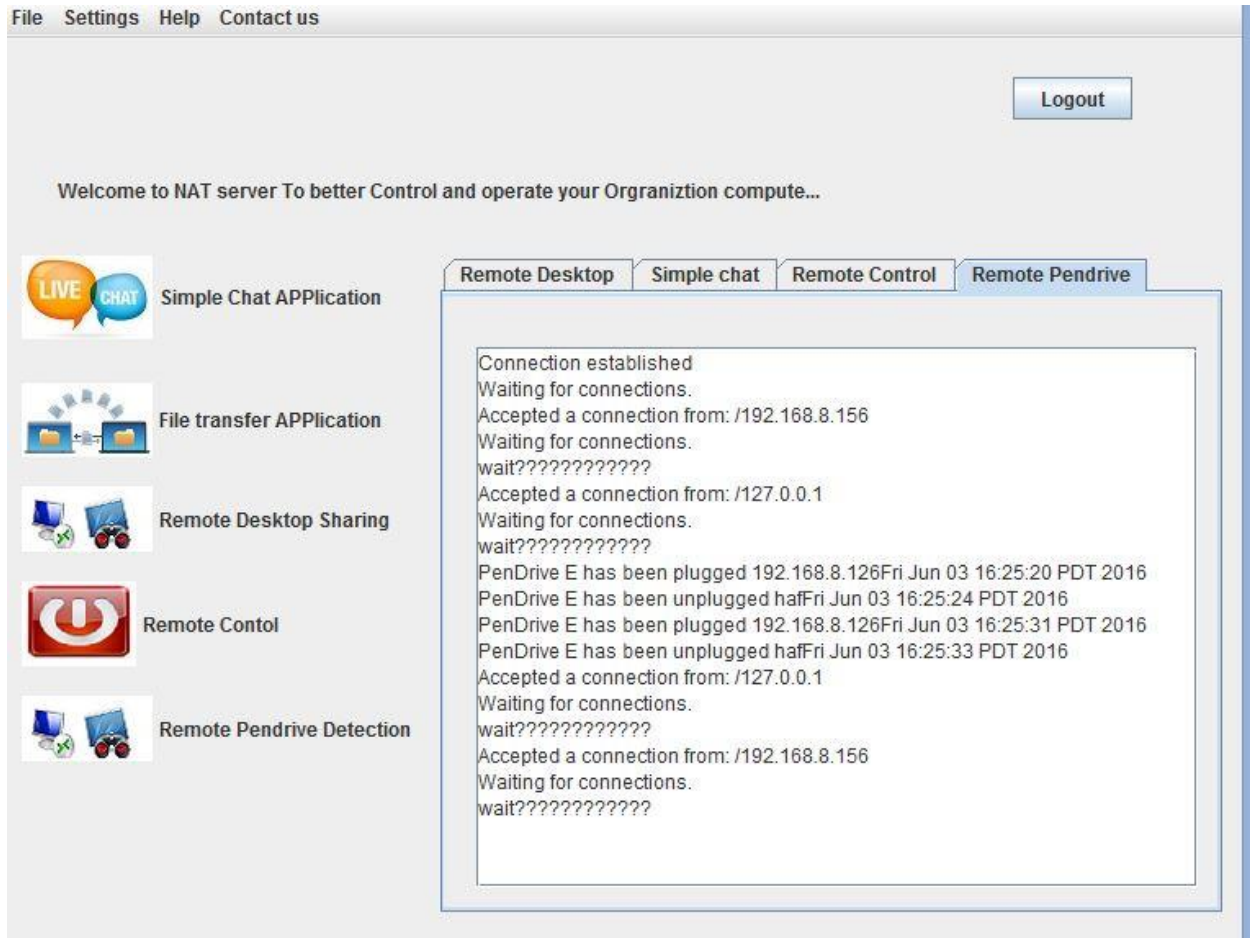 File Settings Help Contact us
Logout
Welcome to NAT server To better Control and operate your Orgraniztion compute...
LIVE CHAT
Simple Chat APPlication
File transfer APPlication
Remote Desktop Sharing
Remote Contol
Remote Pendrive Detection
Remote Desktop Simple chat Remote Control Remote Pendrive
Connection established
Waiting for connections.
Accepted a connection from: /192.168.8.156
Waiting for connections.
wait????????????
Accepted a connection from: /127.0.0.1
Waiting for connections.
wait????????????
PenDrive E has been plugged 192.168.8.126Fri Jun 03 16:25:20 PDT 2016
PenDrive E has been unplugged hafFri Jun 03 16:25:24 PDT 2016
PenDrive E has been plugged 192.168.8.126Fri Jun 03 16:25:31 PDT 2016
PenDrive E has been unplugged hafFri Jun 03 16:25:33 PDT 2016
Accepted a connection from: /127.0.0.1
Waiting for connections.
wait????????????
Accepted a connection from: /192.168.8.156
Waiting for connections.
wait????????????